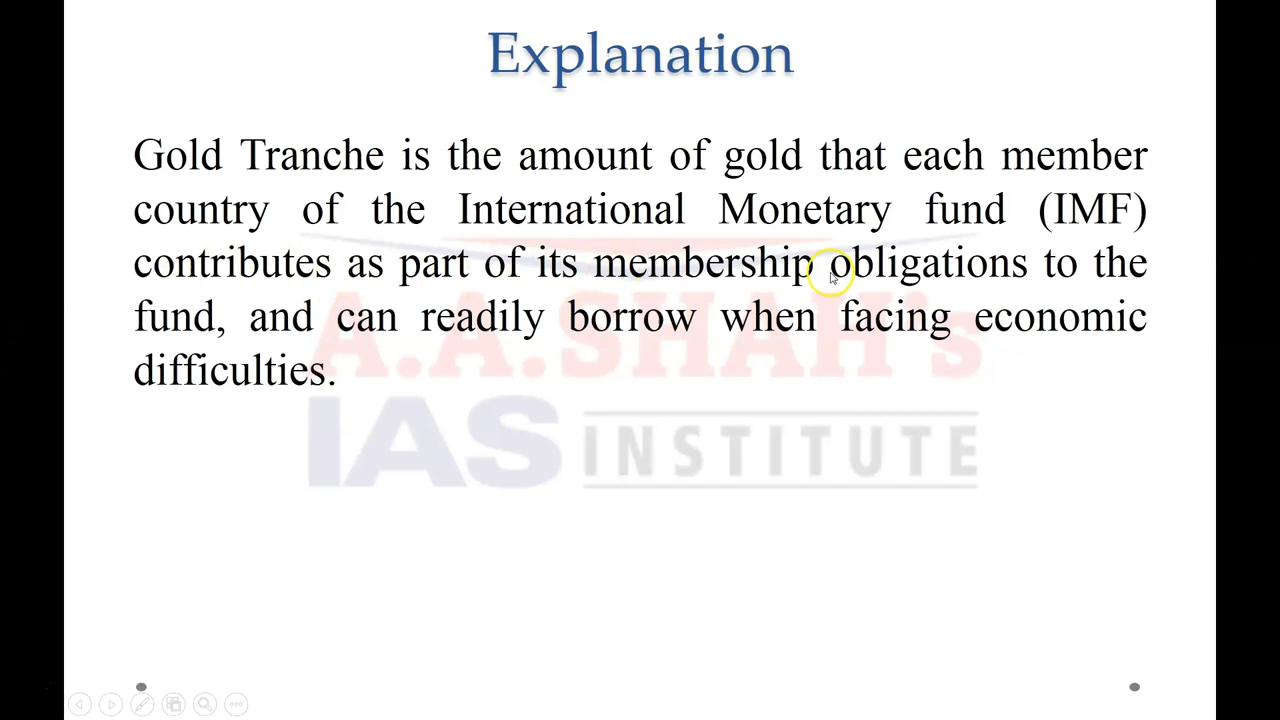 Explanation
Gold Tranche is the amount of gold that each member
country of the International Monetary fund (IMF)
contributes as part of its membership obligations to the
fund, and can readily borrow when facing economic
difficulties.
A.A.SHAH's
IAS INSTITUTE